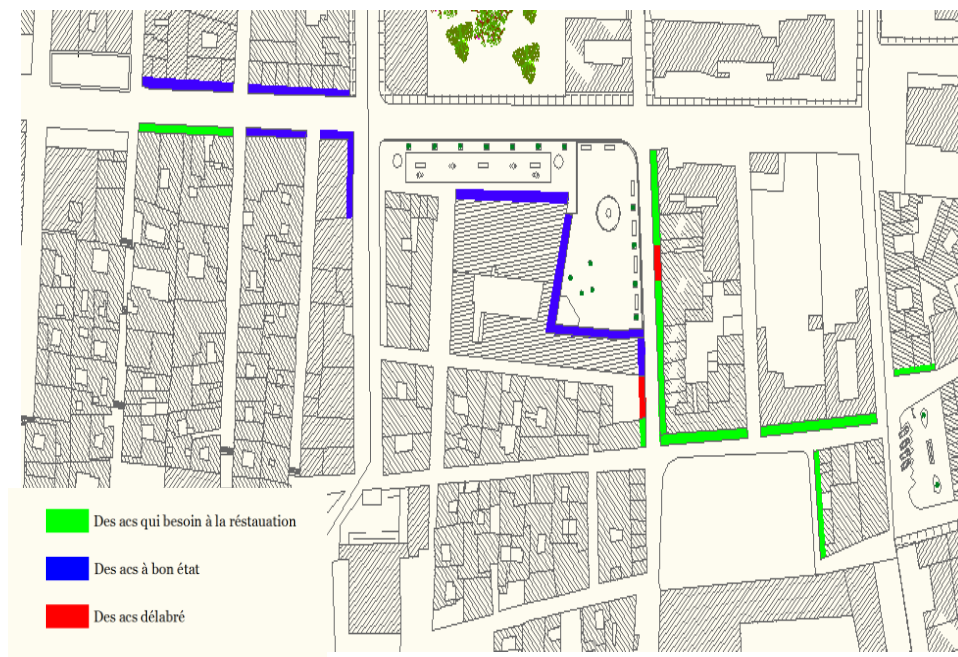 Des acs qui besoin à la réstauation
Des acs à bon état
Des acs délabré